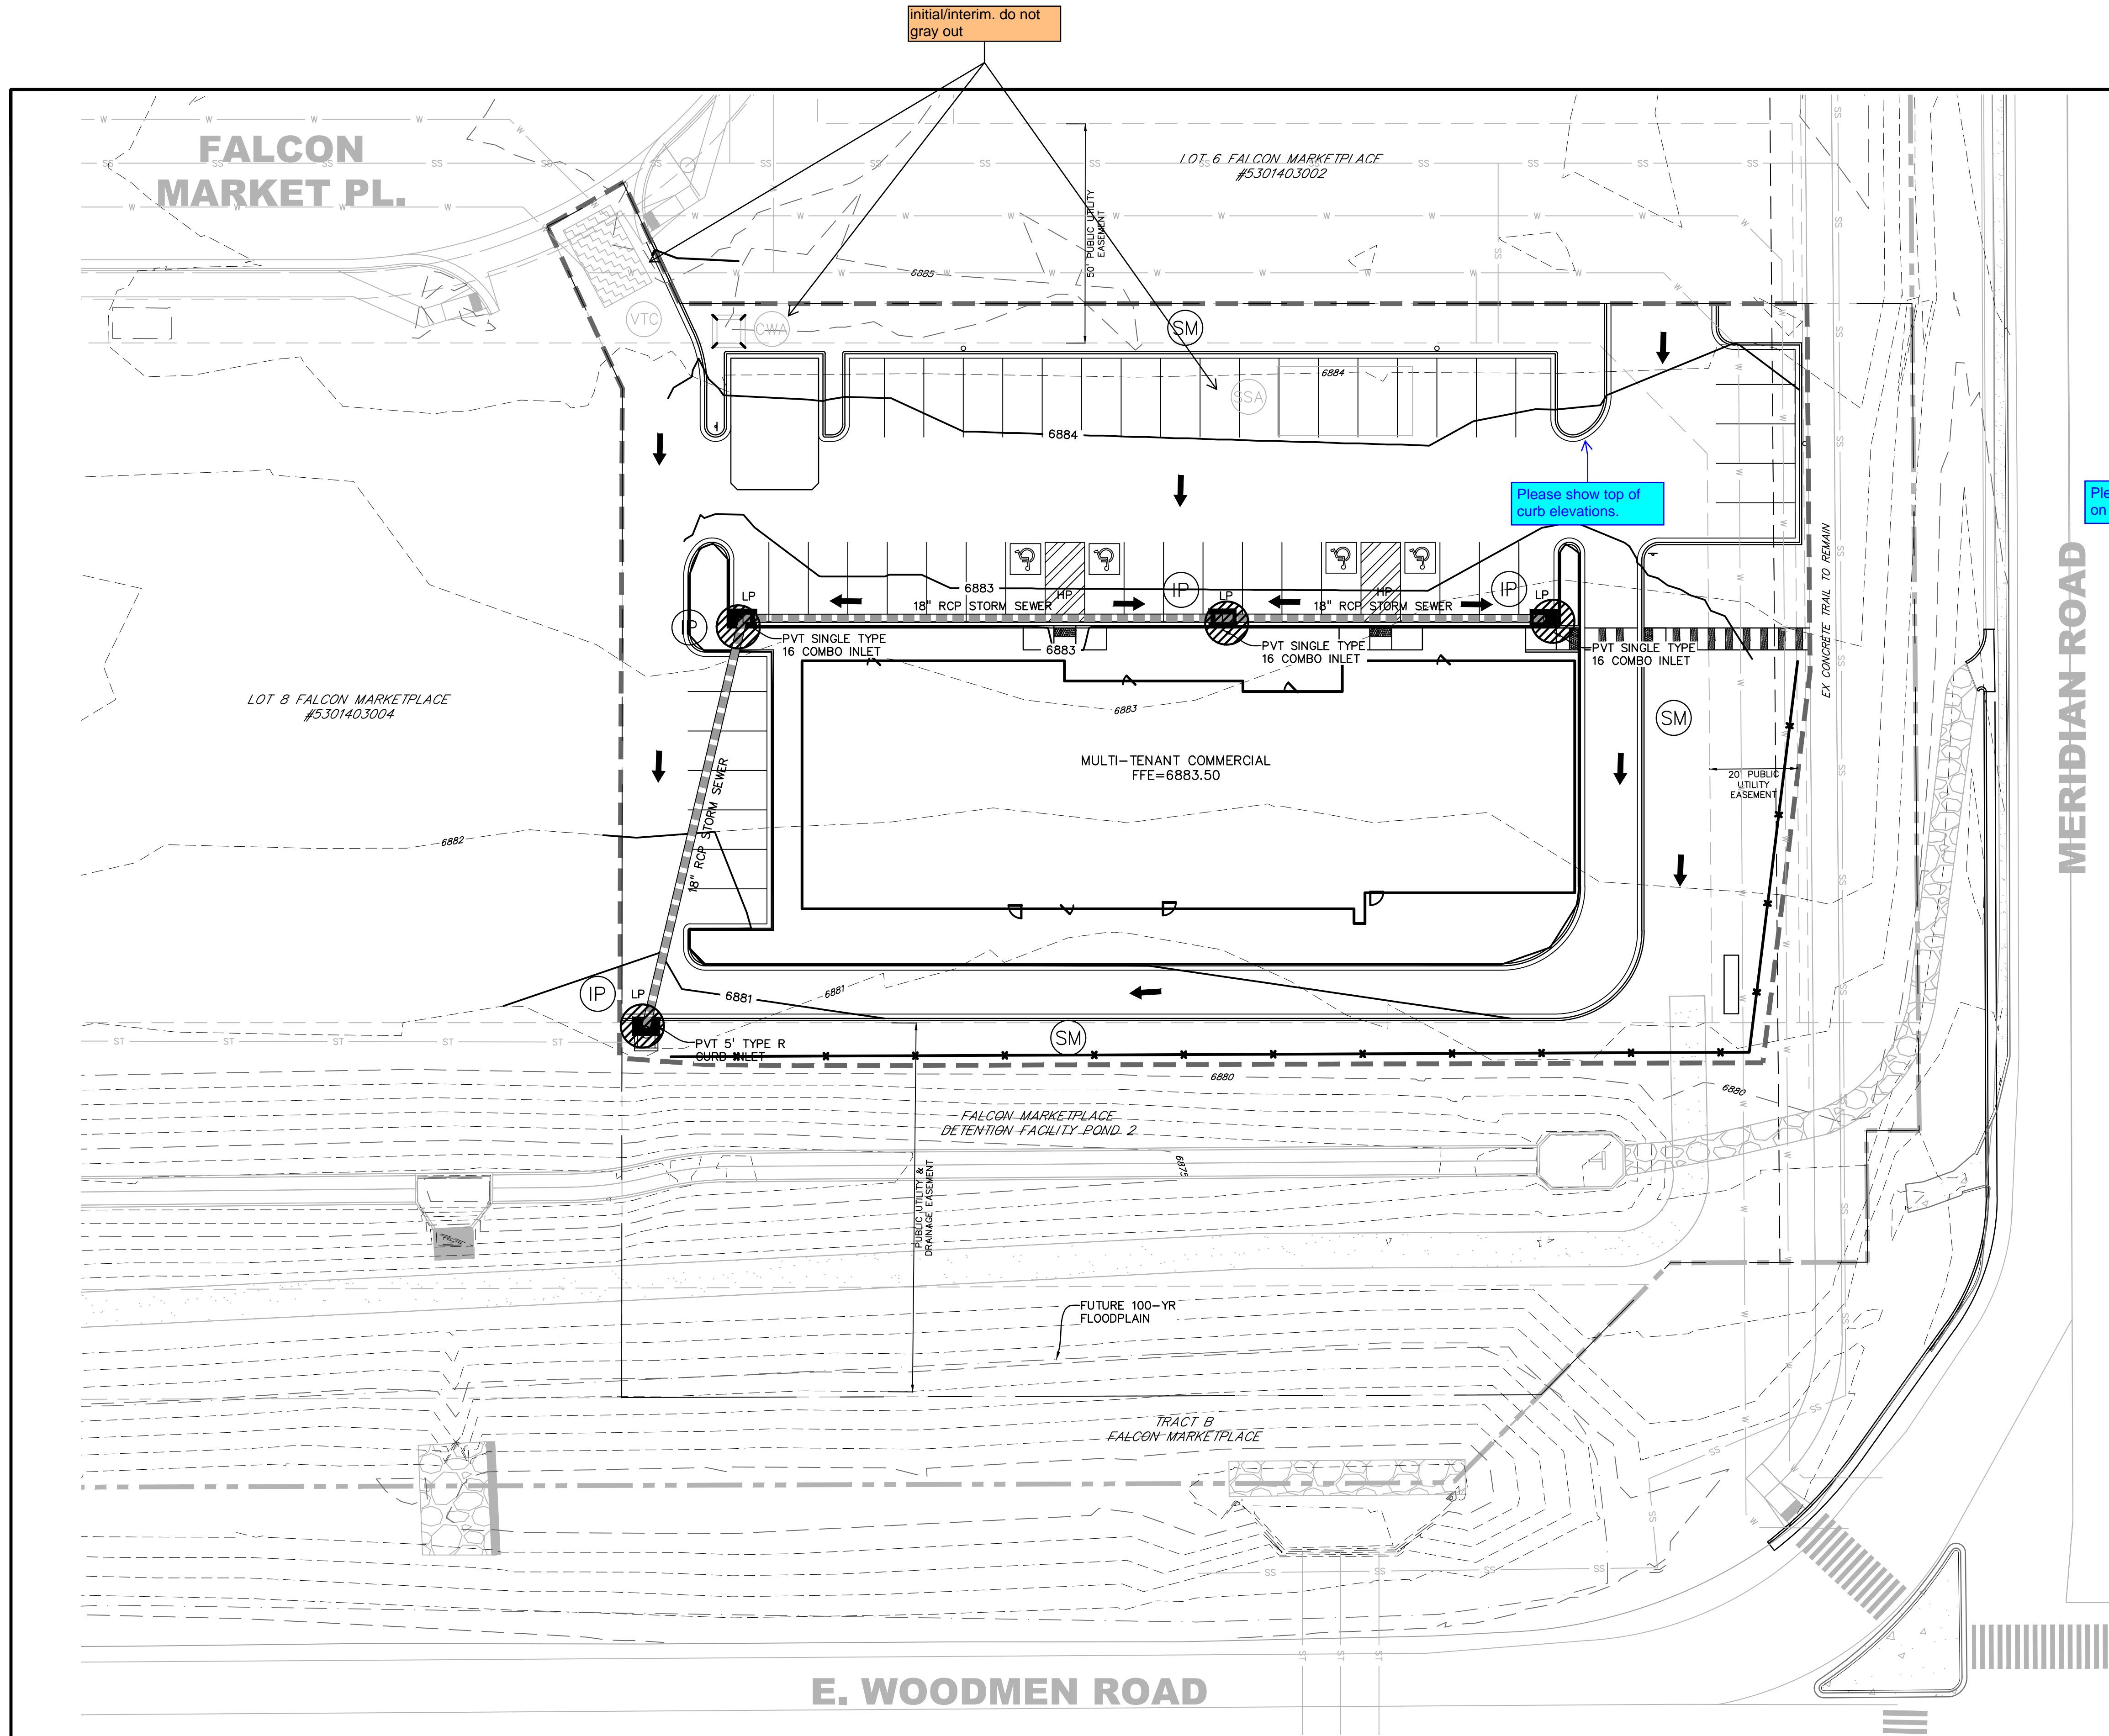 initial/interim. do not
gray out
FALCON
MARKET PL.
LOT 6 FALCON MARKETPLACE
#5301403002
50' PUBLIC UTILITY
EASEMENT
6885
VTC
CWA
SM
6884
SSA
6884
Please show top of
curb elevations.
Ple
on
EX CONCRETE TRAIL TO REMAIN
MERIDIAN ROAD
6883
IP
IP
IP
LP
HP
LP
HP
LP
18" RCP STORM SEWER
18" RCP STORM SEWER
PVT SINGLE TYPE
16 COMBO INLET
6883
PVT SINGLE TYPE
16 COMBO INLET
PVT SINGLE TYPE
16 COMBO INLET
LOT 8 FALCON MARKETPLACE
#5301403004
6883
SM
MULTI-TENANT COMMERCIAL
FFE=6883.50
20' PUBLIC
UTILITY
EASEMENT
18" RCP STORM SEWER
6882
6881
6881
IP
LP
PVT 5' TYPE R
CURB INLET
SM
6880
6880
FALCON MARKETPLACE
DETENTION FACILITY POND 2
6875
PUBLIC UTILITY &
DRAINAGE EASEMENT
FUTURE 100-YR
FLOODPLAIN
TRACT B
FALCON MARKETPLACE
E. WOODMEN ROAD